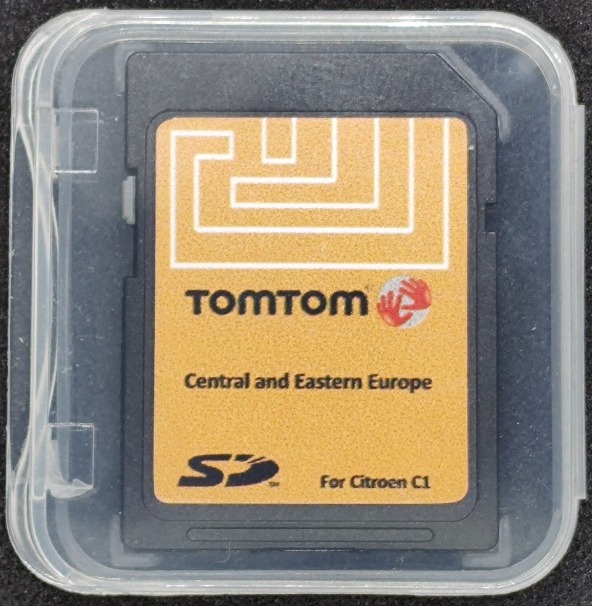 TOMTOM
Central and Eastern Europe
SD
For Citroen C1